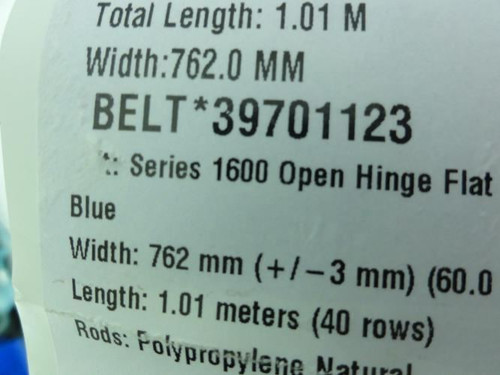 Total Length: 1.01 M
Width:762.0 MM
BELT*39701123
*: Series 1600 Open Hinge Flat
Blue
Width: 762 mm (+/-3 mm) (60.0
Length: 1.01 meters (40 rows)
Rods: Polypropylene Natural